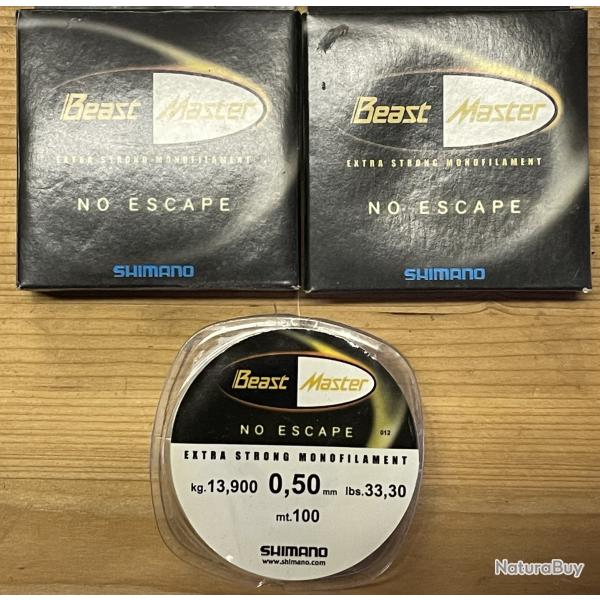 Beast Master
EXTRA STRONG MONOFILAMENT
NO ESCAPE
SHIMANO
Beast Master
EXTRA STRONG MONOFILAMENT
NO ESCAPE
SHIMANO
Beast Master
NO ESCAPE 012
EXTRA STRONG MONOFILAMENT
kg.13,900 0,50 mm lbs.33,30
mt.100
SHIMANO
www.shimano.com
NaturaBuy